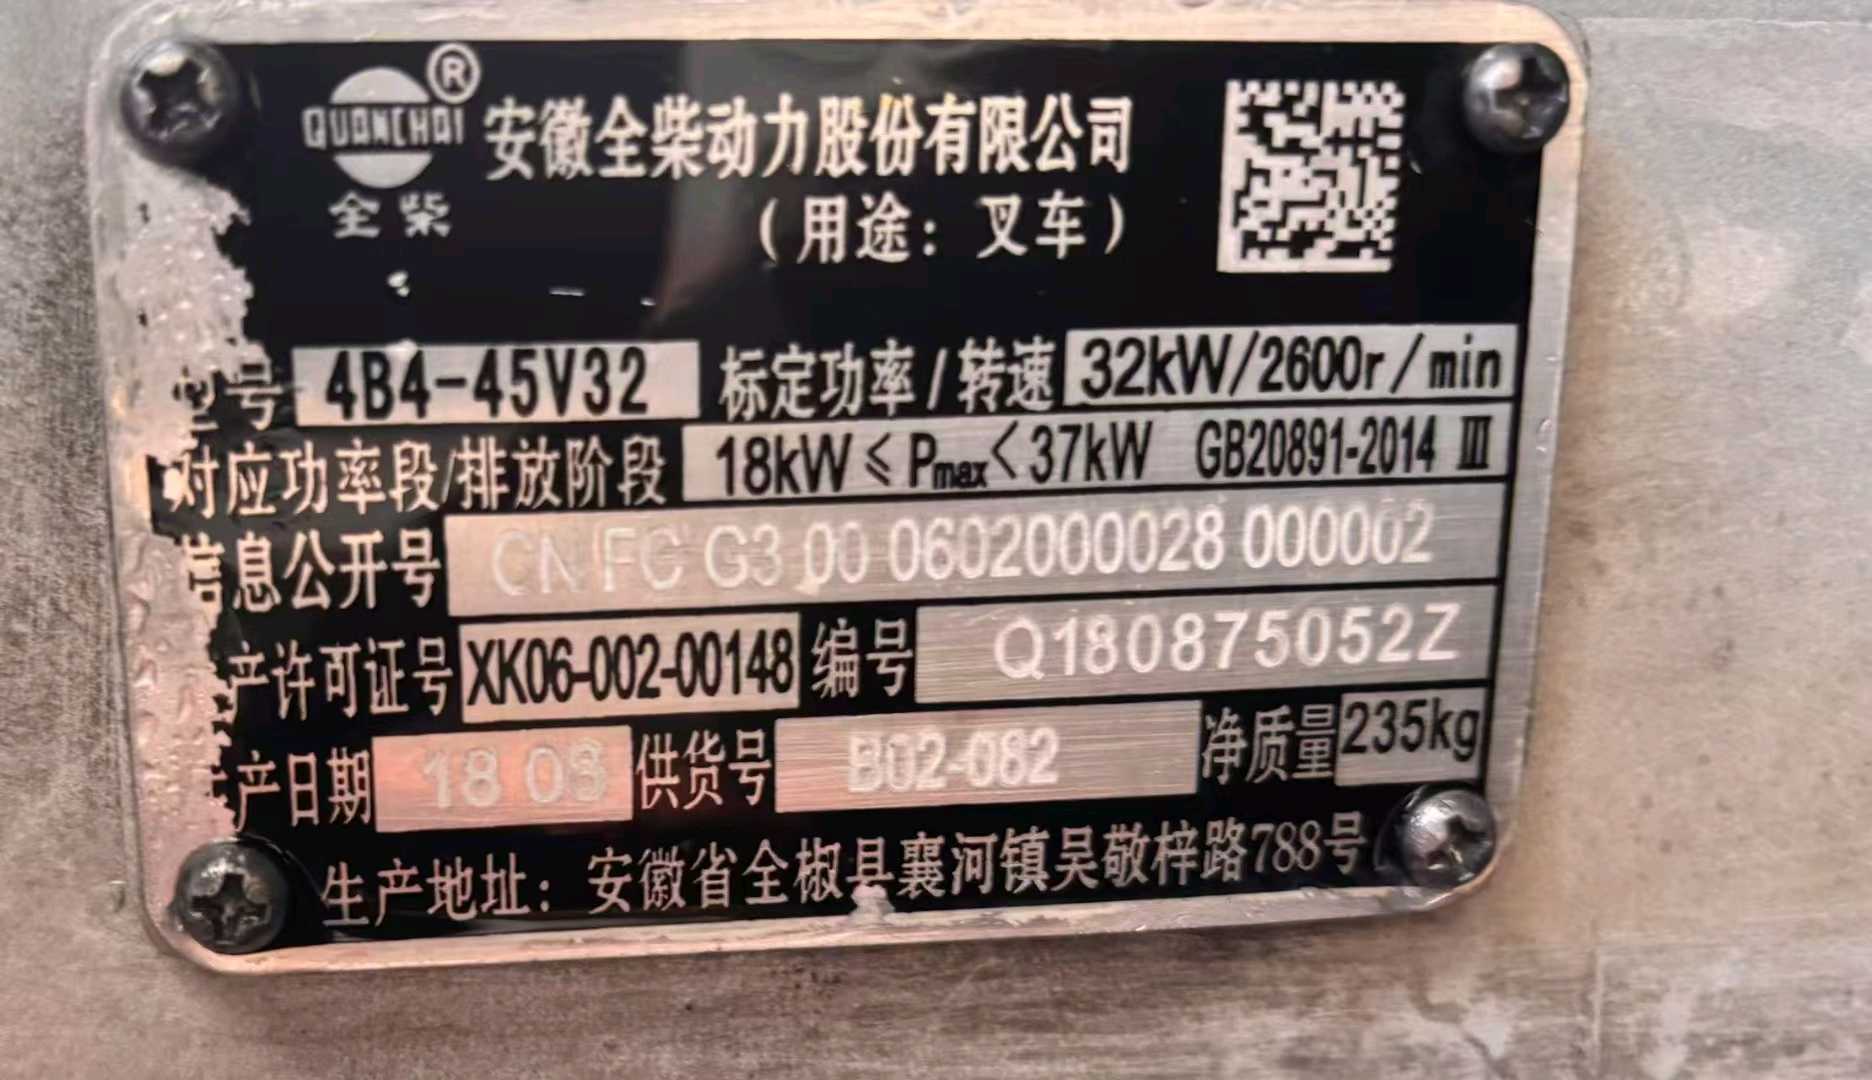 QUANCHAI ®
全柴
安徽全柴动力股份有限公司
（用途：叉车）
型号 4B4-45V32 标定功率/转速 32kW/2600r/min
对应功率段/排放阶段 18kW≤Pmax<37kW GB20891-2014 Ⅲ
信息公开号 CN FC G3 00 0602000028 000002
产许可证号 XK06-002-00148 编号 Q180875052Z
产日期 18 08 供货号 B02-082 净质量 235kg
生产地址：安徽省全椒县襄河镇吴敬梓路788号